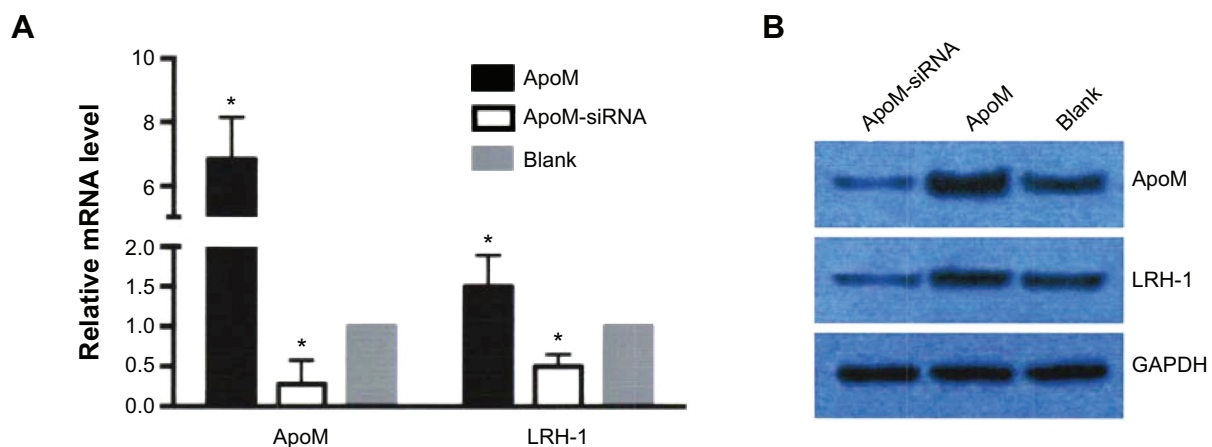 A
Relative mRNA level
10
8
6
2.0
1.5
1.0
0.5
0.0
*
*
*
*
ApoM
LRH-1
ApoM
ApoM-siRNA
Blank
B
ApoM-siRNA
ApoM
Blank
ApoM
LRH-1
GAPDH